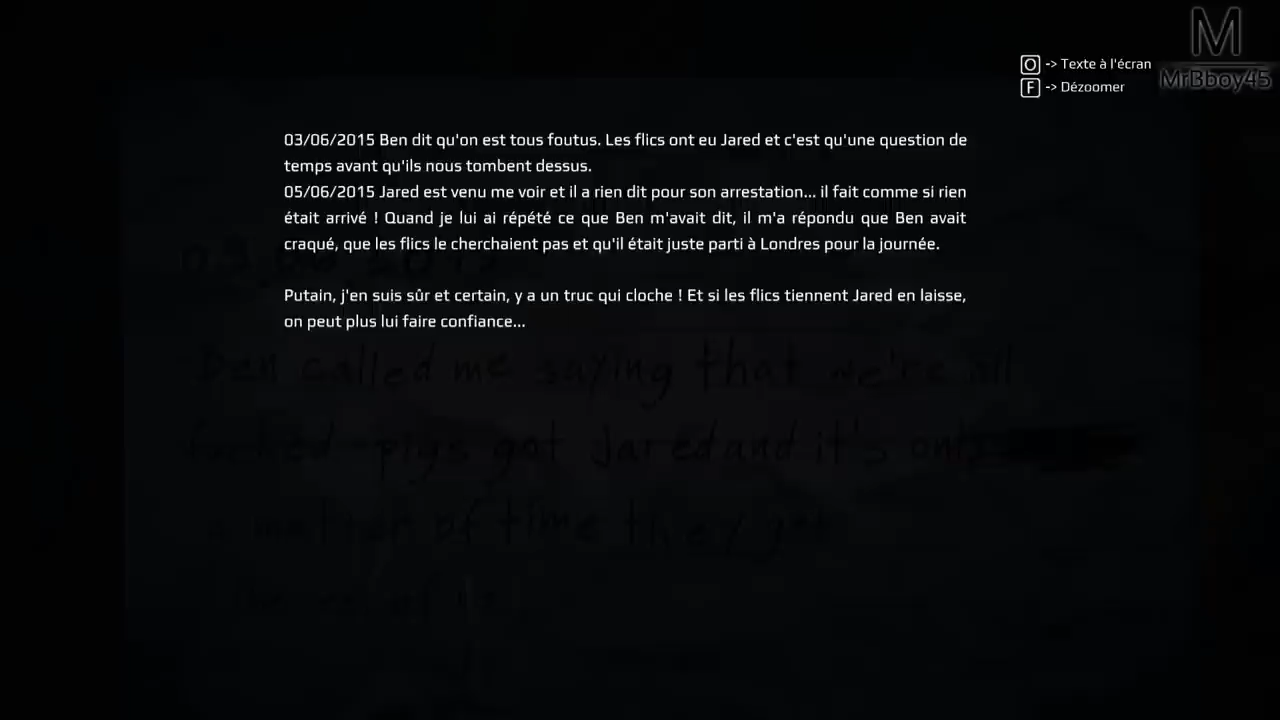 M
MrBboy45
O -> Texte à l'écran
F -> Dézoomer
03/06/2015 Ben dit qu'on est tous foutus. Les flics ont eu Jared et c'est qu'une question de
temps avant qu'ils nous tombent dessus.
05/06/2015 Jared est venu me voir et il a rien dit pour son arrestation... il fait comme si rien
était arrivé ! Quand je lui ai répété ce que Ben m'avait dit, il m'a répondu que Ben avait
craqué, que les flics le cherchaient pas et qu'il était juste parti à Londres pour la journée.
Putain, j'en suis sûr et certain, y a un truc qui cloche ! Et si les flics tiennent Jared en laisse,
on peut plus lui faire confiance...
Ben called me saying that we're all
fucked pigs got Jared and it's only
a matter of time they get